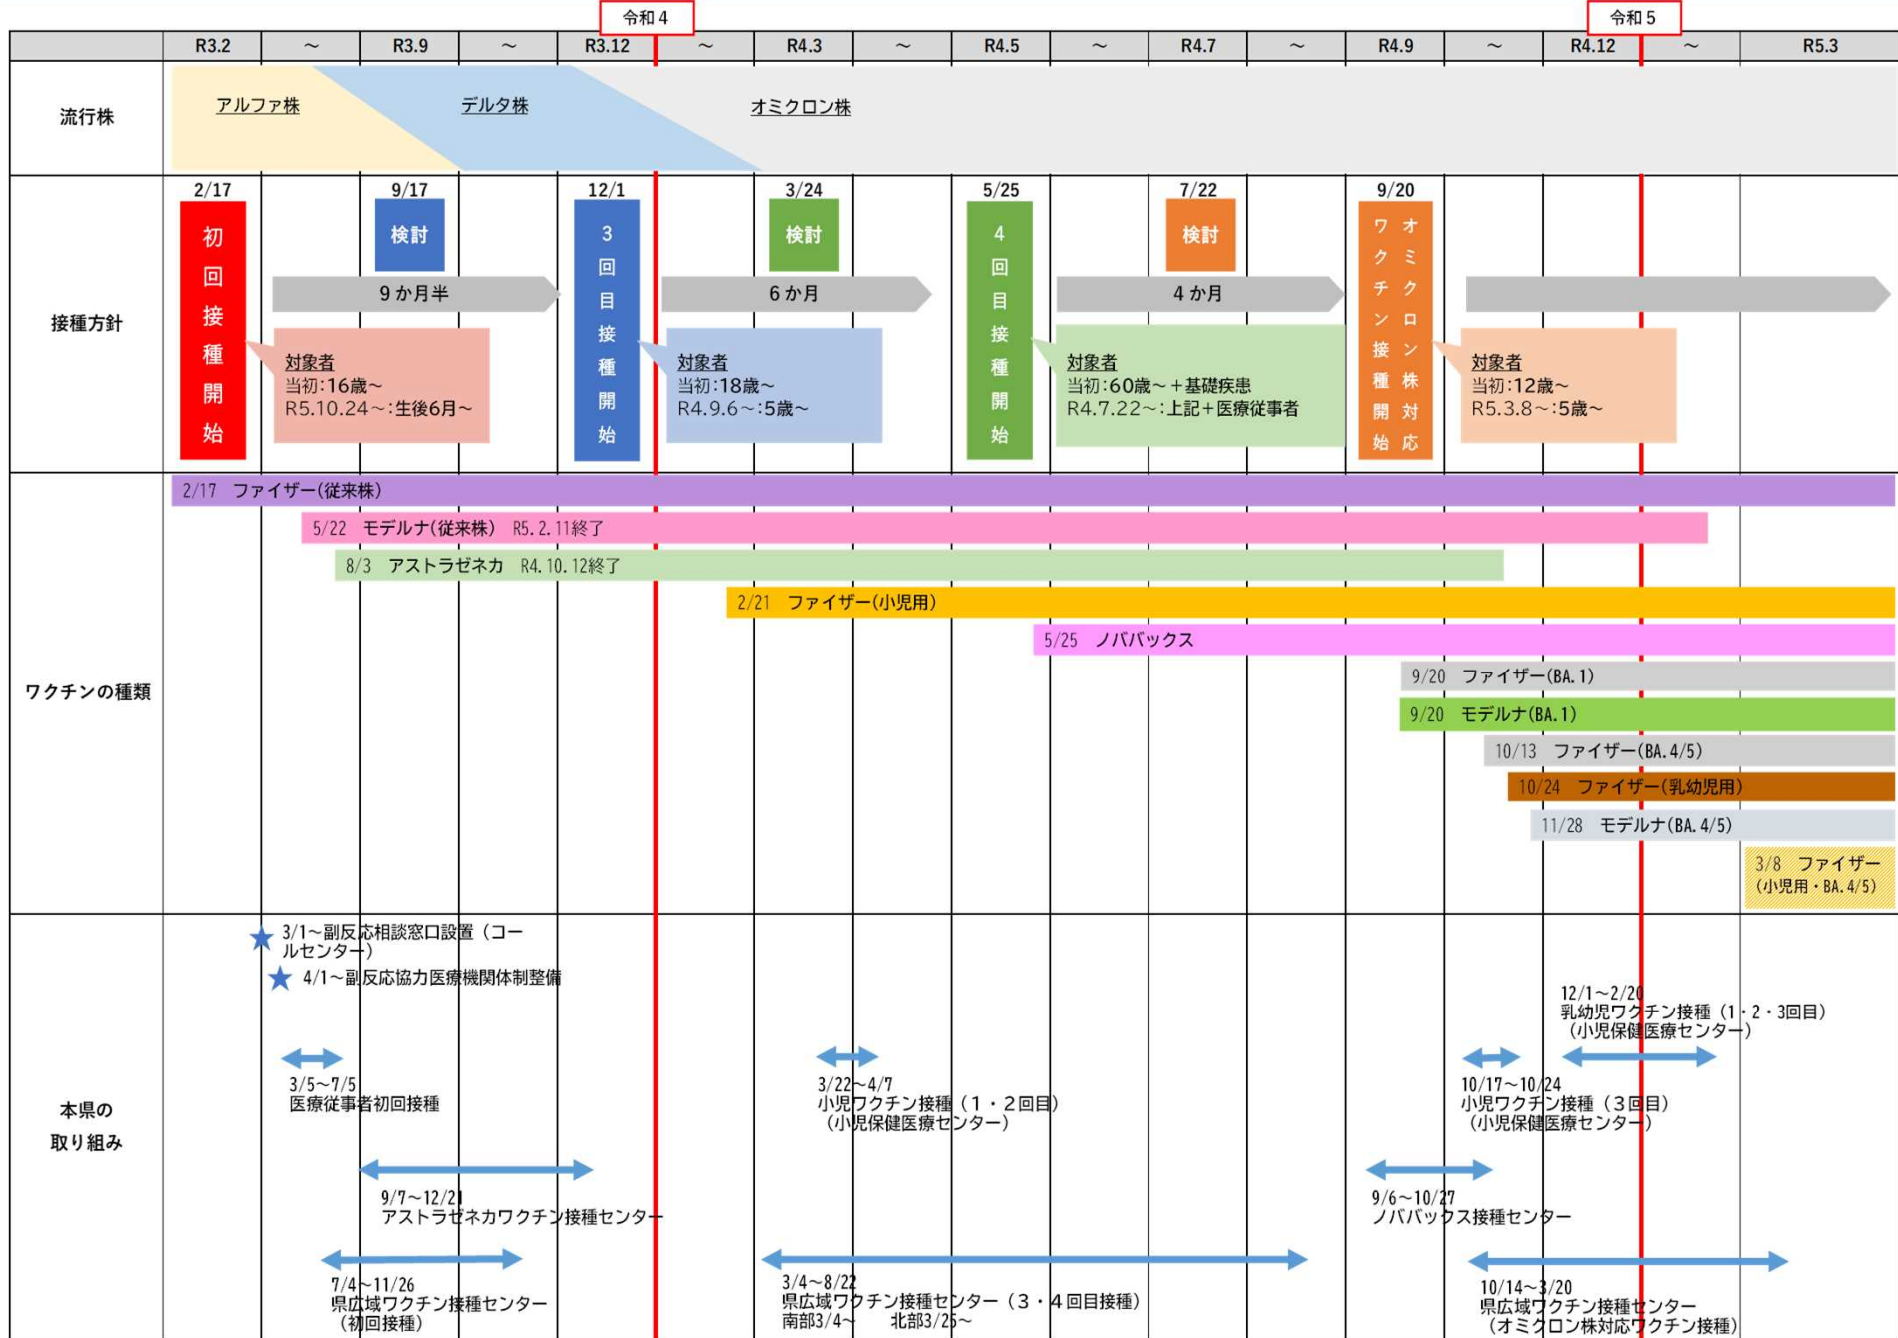 令和４
令和５
R3.2
～
R3.9
～
R3.12
～
R4.3
～
R4.5
～
R4.7
～
R4.9
～
R4.12
～
R5.3
流行株
アルファ株
デルタ株
オミクロン株
接種方針
2/17
初回接種開始
9/17
検討
9か月半
対象者
当初：16歳～
R5.10.24～：生後6月～
12/1
3回目接種開始
3/24
検討
6か月
対象者
当初：18歳～
R4.9.6～：5歳～
5/25
4回目接種開始
7/22
検討
4か月
対象者
当初：60歳～＋基礎疾患
R4.7.22～：上記＋医療従事者
9/20
オミクロン株対応
ワクチン接種開始
対象者
当初：12歳～
R5.3.8～：5歳～
ワクチンの種類
2/17　ファイザー(従来株)
5/22　モデルナ(従来株)　R5.2.11終了
8/3　アストラゼネカ　R4.10.12終了
2/21　ファイザー(小児用)
5/25　ノババックス
9/20　ファイザー(BA.1)
9/20　モデルナ(BA.1)
10/13　ファイザー(BA.4/5)
10/24　ファイザー(乳幼児用)
11/28　モデルナ(BA.4/5)
3/8　ファイザー
(小児用・BA.4/5)
本県の
取り組み
3/1～副反応相談窓口設置（コー
ルセンター）
4/1～副反応協力医療機関体制整備
3/5～7/5
医療従事者初回接種
3/22～4/7
小児ワクチン接種（１・２回目）
（小児保健医療センター）
12/1～2/20
乳幼児ワクチン接種（1・2・3回目）
（小児保健医療センター）
10/17～10/24
小児ワクチン接種（３回目）
（小児保健医療センター）
9/7～12/21
アストラゼネカワクチン接種センター
9/6～10/27
ノババックス接種センター
7/4～11/26
県広域ワクチン接種センター
（初回接種）
3/4～8/22
県広域ワクチン接種センター（３・４回目接種）
南部3/4～　　北部3/25～
10/14～3/20
県広域ワクチン接種センター
（オミクロン株対応ワクチン接種）